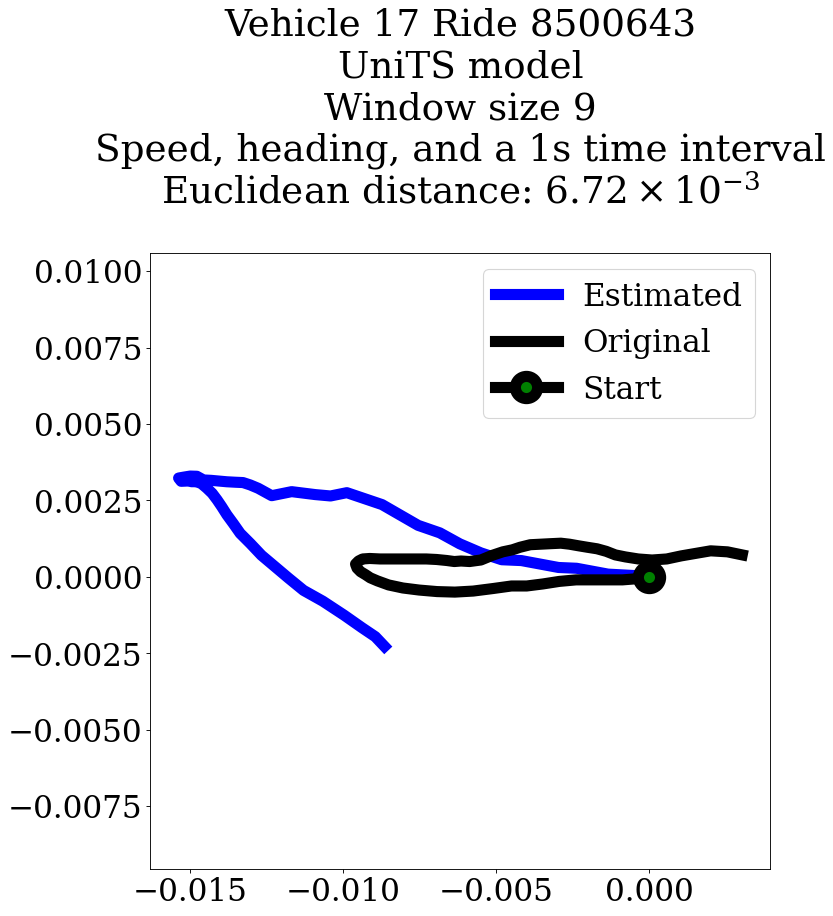 Vehicle 17 Ride 8500643
UniTS model
Window size 9
Speed, heading, and a 1s time interval
Euclidean distance: 6.72 × 10⁻³
0.0100
0.0075
0.0050
0.0025
0.0000
−0.0025
−0.0050
−0.0075
Estimated
Original
Start
−0.015 −0.010 −0.005 0.000